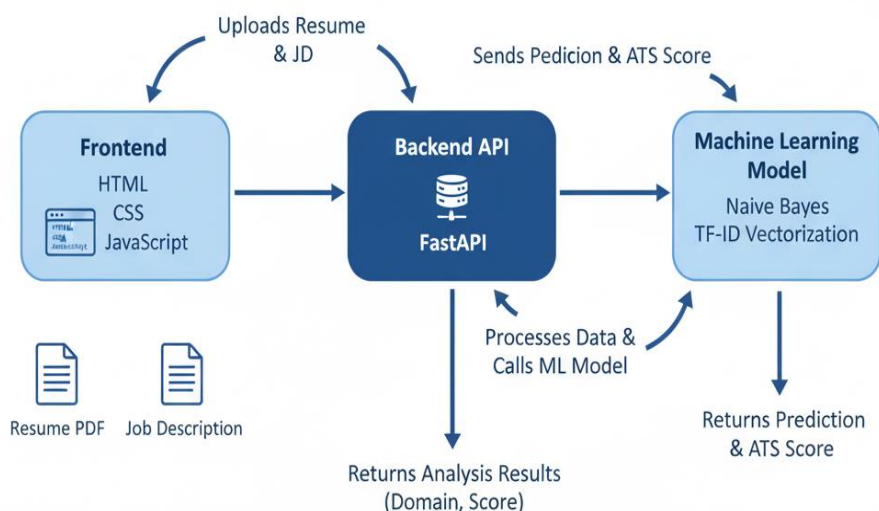 Uploads Resume
& JD
Sends Pedicion & ATS Score
Frontend
HTML
CSS
JavaScript
Backend API
FastAPI
Machine Learning
Model
Naive Bayes
TF-ID Vectorization
Processes Data &
Calls ML Model
Resume PDF
Job Description
Returns Prediction
& ATS Score
Returns Analysis Results
(Domain, Score)